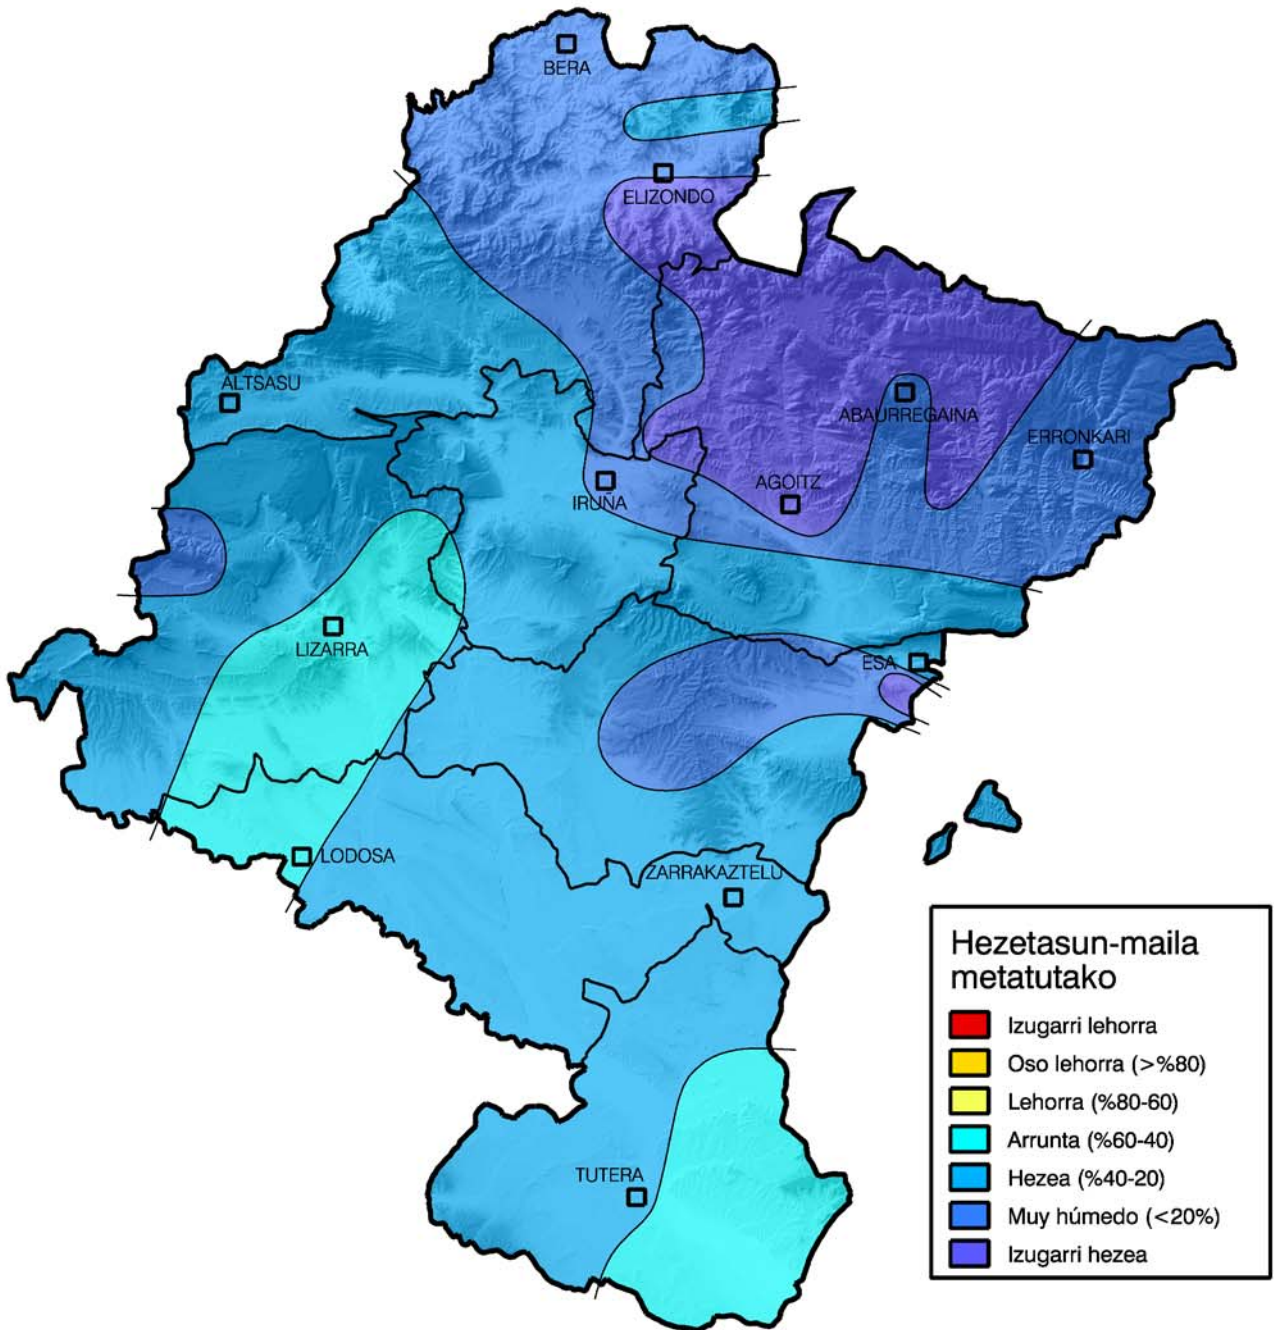 BERA
ELIZONDO
ALTSASU
ABAURREGAINA
ERRONKARI
AGOITZ
IRUÑA
LIZARRA
ESA
LODOSA
ZARRAKAZTELU
TUTERA
Hezetasun-maila
metatutako
Izugarri lehorra
Oso lehorra (>%80)
Lehorra (%80-60)
Arrunta (%60-40)
Hezea (%40-20)
Muy húmedo (<20%)
Izugarri hezea